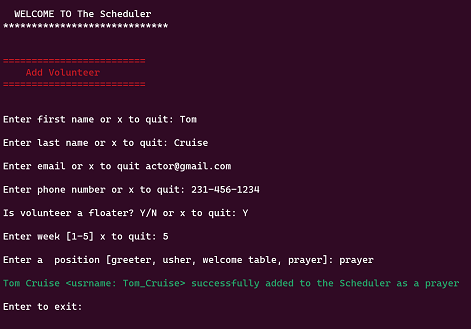 WELCOME TO The Scheduler
*****************************
=========================
Add Volunteer
=========================
Enter first name or x to quit: Tom
Enter last name or x to quit: Cruise
Enter email or x to quit actor@gmail.com
Enter phone number or x to quit: 231-456-1234
Is volunteer a floater? Y/N or x to quit: Y
Enter week [1-5] x to quit: 5
Enter a  position [greeter, usher, welcome table, prayer]: prayer
Tom Cruise <usrname: Tom_Cruise> successfully added to the Scheduler as a prayer
Enter to exit: